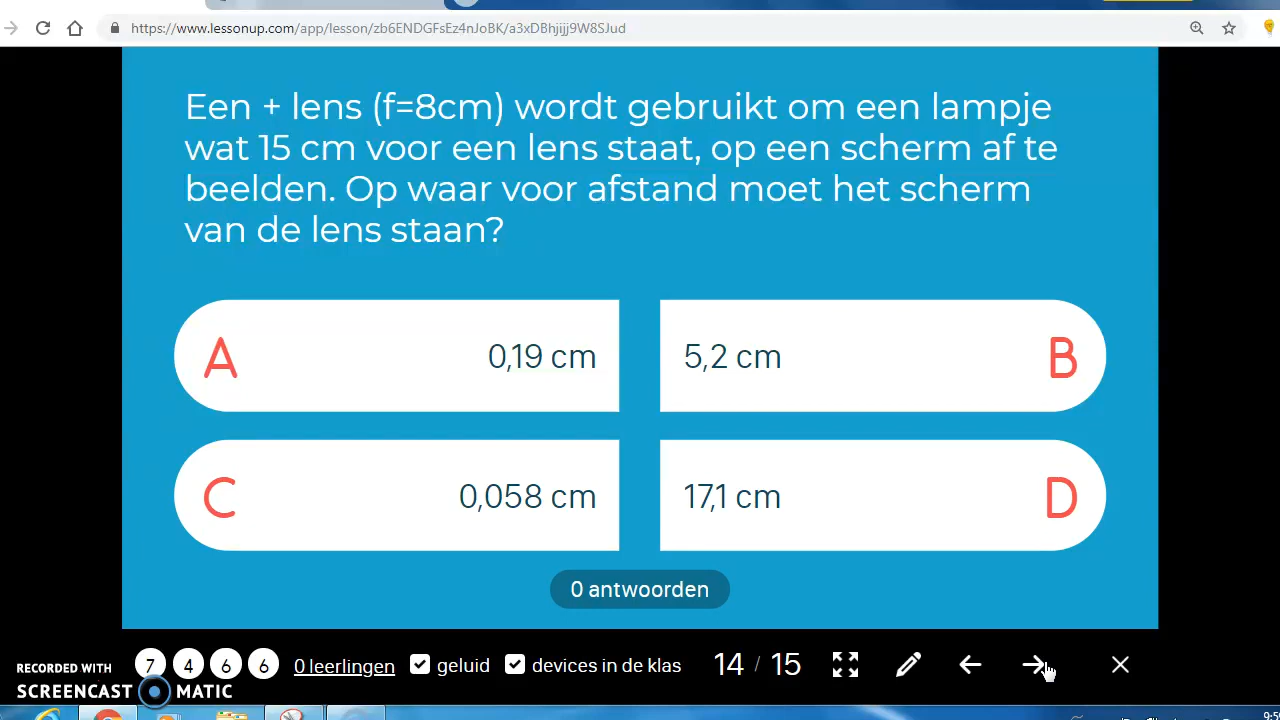 https://www.lessonup.com/app/lesson/zb6ENDGFsEz4nJoBK/a3xDBhjijj9W8SJud
Een + lens (f=8cm) wordt gebruikt om een lampje
wat 15 cm voor een lens staat, op een scherm af te
beelden. Op waar voor afstand moet het scherm
van de lens staan?
A 0,19 cm
5,2 cm B
C 0,058 cm
17,1 cm D
0 antwoorden
RECORDED WITH
SCREENCAST MATIC
7 4 6 6 0 leerlingen geluid devices in de klas 14 / 15